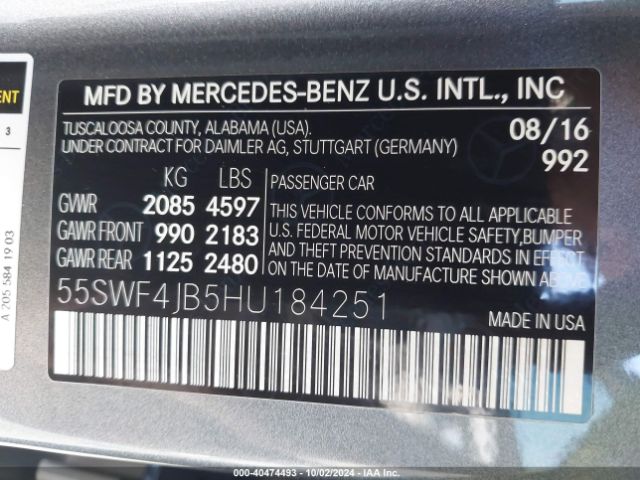 MFD BY MERCEDES-BENZ U.S. INTL., INC
TUSCALOOSA COUNTY, ALABAMA (USA).
UNDER CONTRACT FOR DAIMLER AG, STUTTGART (GERMANY)
08/16
992
KG LBS
GVWR 2085 4597
GAWR FRONT 990 2183
GAWR REAR 1125 2480
PASSENGER CAR
THIS VEHICLE CONFORMS TO ALL APPLICABLE
U.S. FEDERAL MOTOR VEHICLE SAFETY,BUMPER
AND THEFT PREVENTION STANDARDS IN EFFECT
ON THE DATE OF MANUFACTURE SHOWN ABOVE.
55SWF4JB5HU184251
MADE IN USA
3
A 205 584 19 03
000-40474493 - 10/02/2024 - IAA Inc.